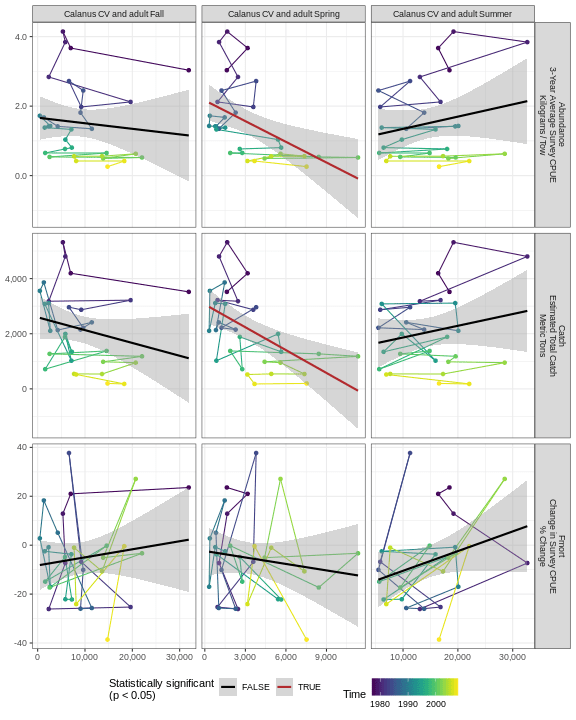 Calanus CV and adult Fall
Calanus CV and adult Spring
Calanus CV and adult Summer
4.0
2.0
0.0
Abundance
3-Year Average Survey CPUE
Kilograms / Tow
4,000
2,000
0
Catch
Estimated Total Catch
Metric Tons
40
20
0
-20
-40
Fmort
Change in Survey CPUE
% Change
0
10,000
20,000
30,000
0
3,000
6,000
9,000
10,000
20,000
30,000
Statistically significant
(p < 0.05)
FALSE
TRUE
Time
1980
1990
2000